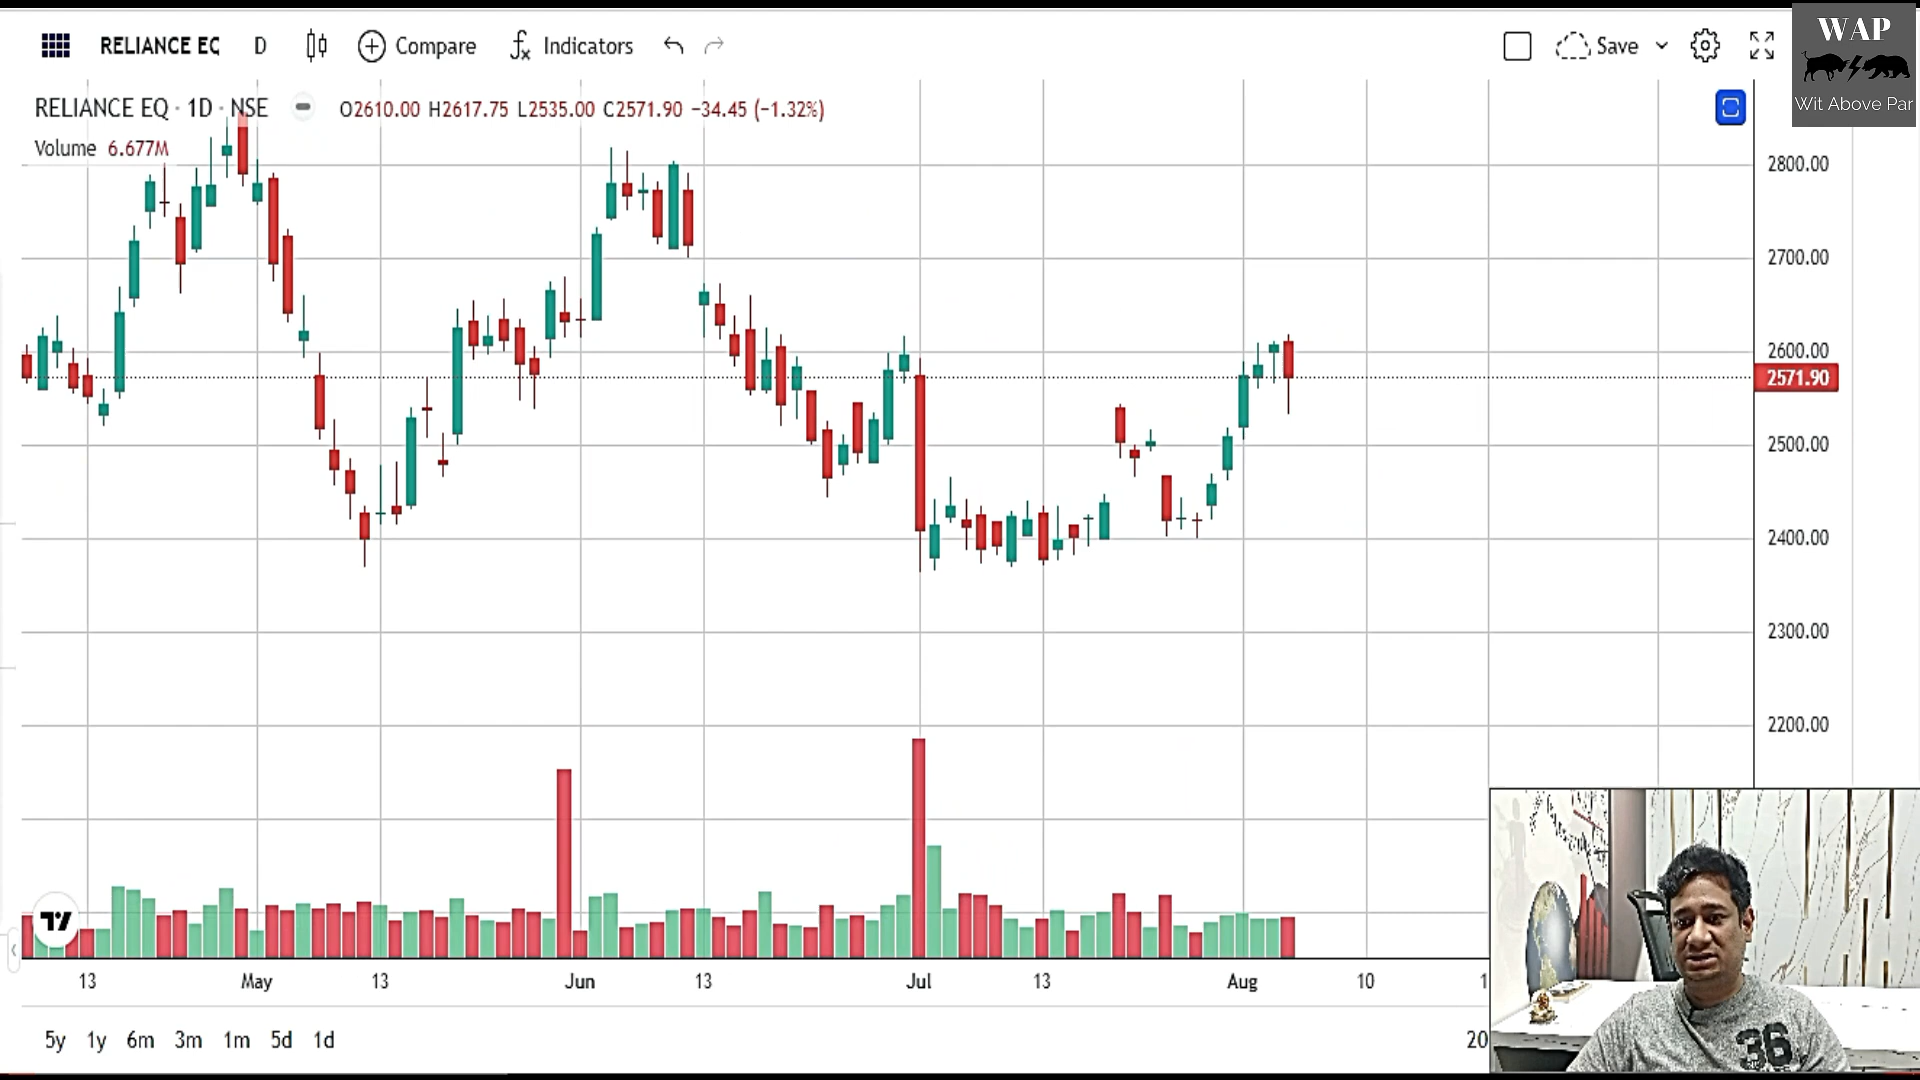 RELIANCE EQ D Compare Indicators Save
WAP
Wit Above Par
RELIANCE EQ · 1D · NSE O2610.00 H2617.75 L2535.00 C2571.90 −34.45 (−1.32%)
Volume 6.677M
2800.00
2700.00
2600.00
2571.90
2500.00
2400.00
2300.00
2200.00
13 May 13 Jun 13 Jul 13 Aug 10
5y 1y 6m 3m 1m 5d 1d
36